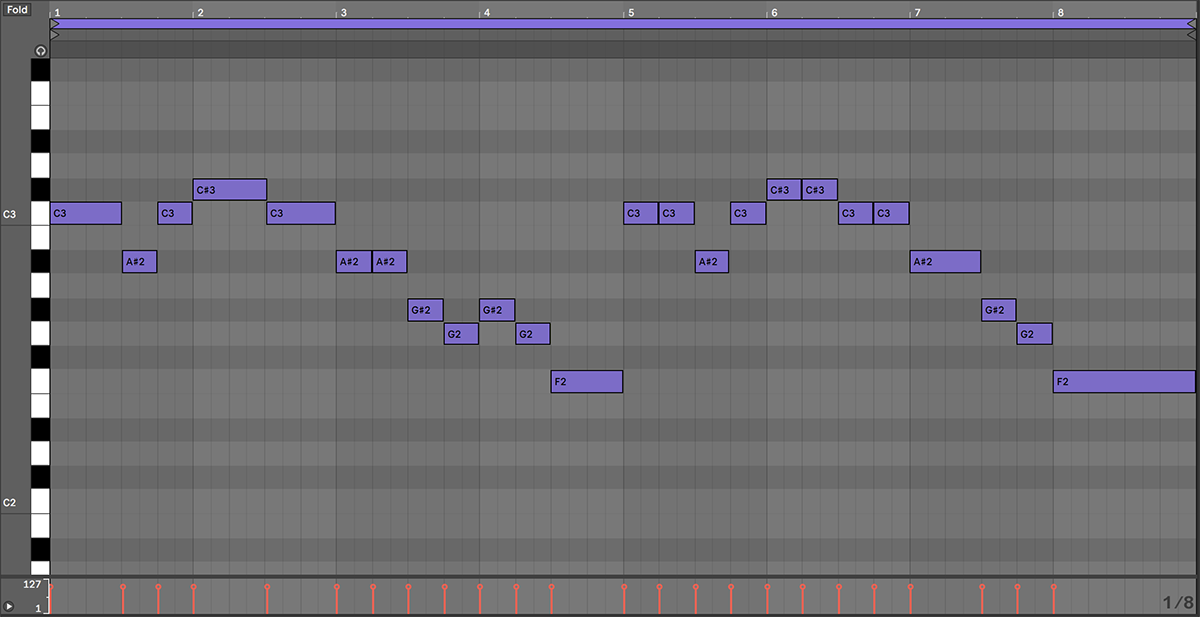 Fold
1 2 3 4 5 6 7 8
C#3 C#3 C#3
C3 C3 C3 C3 C3 C3 C3 C3 C3
A#2 A#2 A#2 A#2 A#2
G#2 G#2 G#2
G2 G2 G2
F2 F2
C2
127
1 1/8